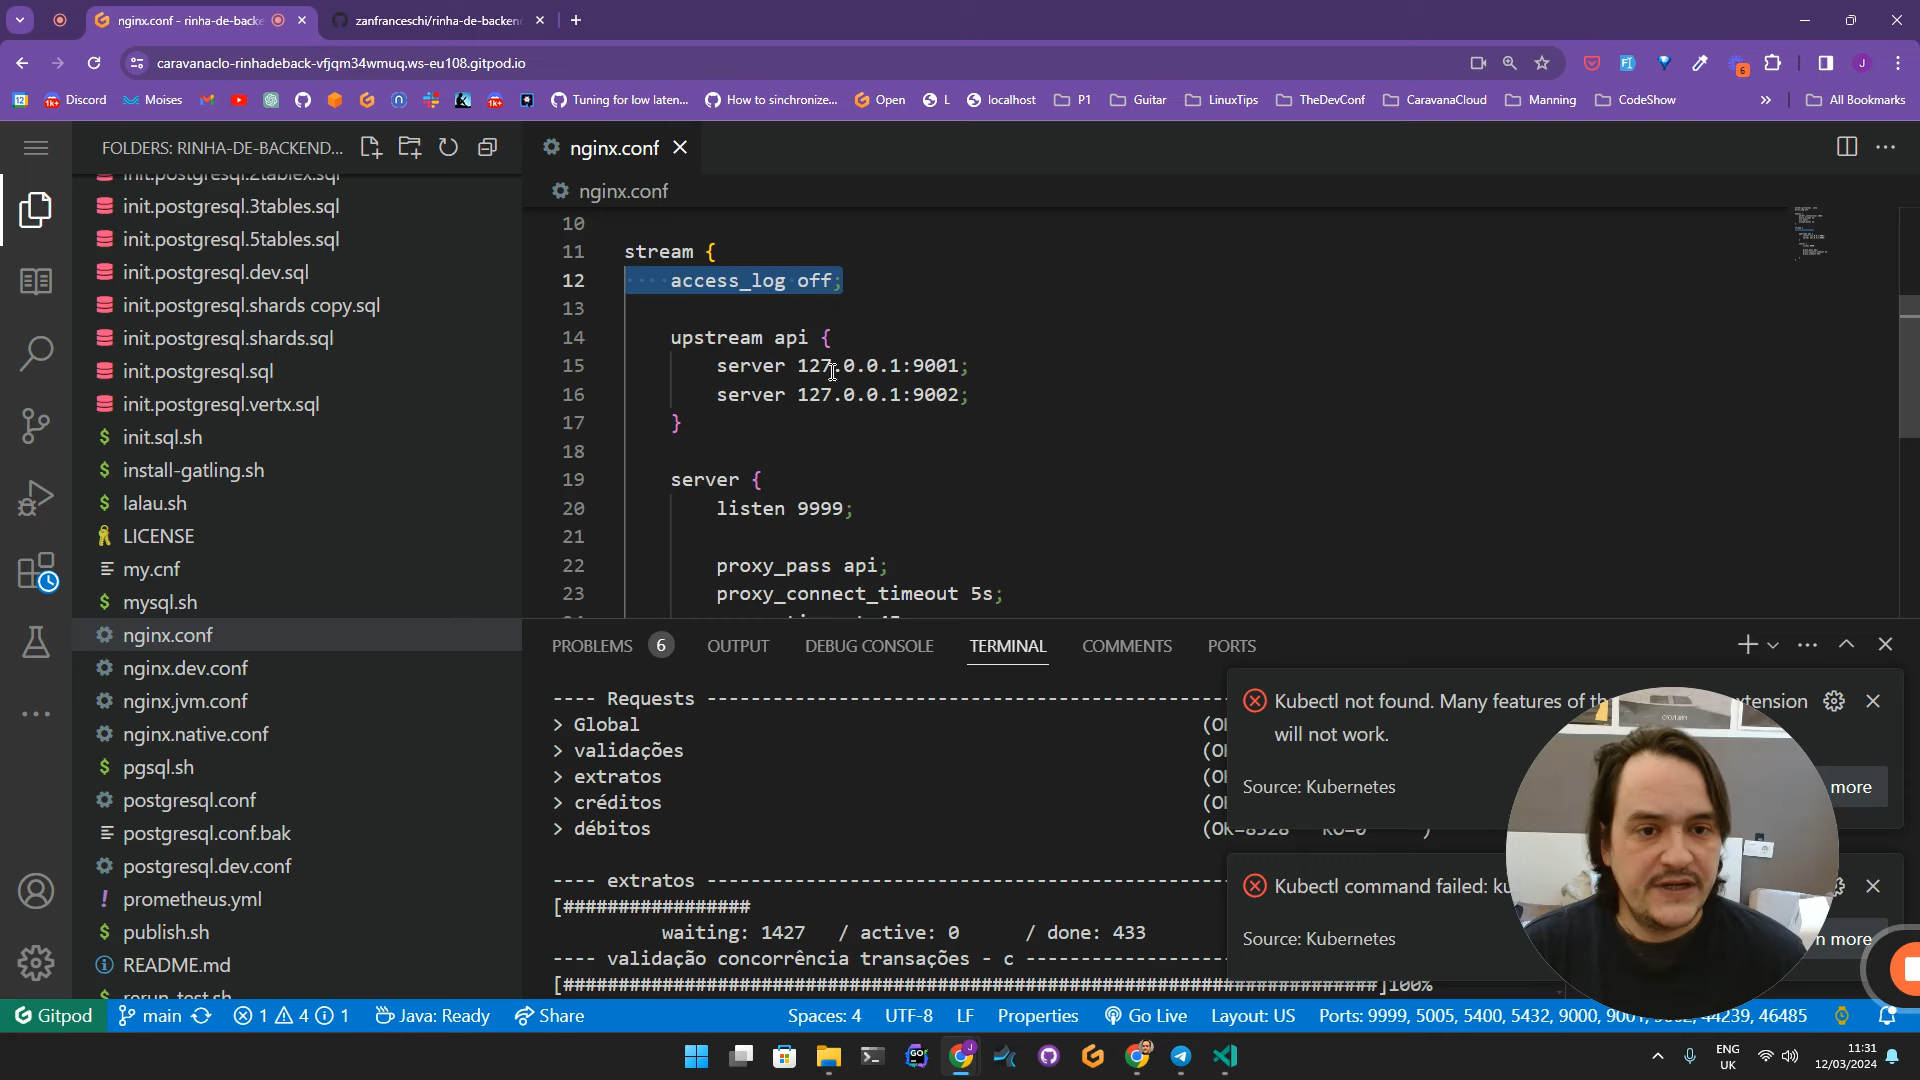 nginx.conf - rinha-de-backe
zanfranceschi/rinha-de-backen
caravanaclo-rinhadeback-vfjqm34wmuq.ws-eu108.gitpod.io
6
J
12
Discord
Moises
1k+
Tuning for low laten...
How to sinchronize...
Open
L
localhost
P1
Guitar
LinuxTips
TheDevConf
CaravanaCloud
Manning
CodeShow
All Bookmarks
FOLDERS: RINHA-DE-BACKEND...
init.postgresql.2tablex.sql
init.postgresql.3tables.sql
init.postgresql.5tables.sql
init.postgresql.dev.sql
init.postgresql.shards copy.sql
init.postgresql.shards.sql
init.postgresql.sql
init.postgresql.vertx.sql
init.sql.sh
install-gatling.sh
lalau.sh
LICENSE
my.cnf
mysql.sh
nginx.conf
nginx.dev.conf
nginx.jvm.conf
nginx.native.conf
pgsql.sh
postgresql.conf
postgresql.conf.bak
postgresql.dev.conf
prometheus.yml
publish.sh
README.md
rerun-test.sh
nginx.conf
nginx.conf
10
11 stream {
12 access_log off;
13
14 upstream api {
15 server 127.0.0.1:9001;
16 server 127.0.0.1:9002;
17 }
18
19 server {
20 listen 9999;
21
22 proxy_pass api;
23 proxy_connect_timeout 5s;
PROBLEMS 6 OUTPUT DEBUG CONSOLE TERMINAL COMMENTS PORTS
---- Requests ----
> Global (O
> validações (O
> extratos (O
> créditos (O
> débitos (OK=8328 KO=0 )
---- extratos ----
[#################
waiting: 1427 / active: 0 / done: 433
---- validação concorrência transações - c ----
[##########################################################################]100%
Kubectl not found. Many features of th tension
will not work.
Source: Kubernetes
more
Kubectl command failed: ku
Source: Kubernetes
n more
Gitpod main 1 4 1 Java: Ready Share Spaces: 4 UTF-8 LF Properties Go Live Layout: US Ports: 9999, 5005, 5400, 5432, 9000, 9001, 9002, 44239, 46485
ENG
UK
11:31
12/03/2024